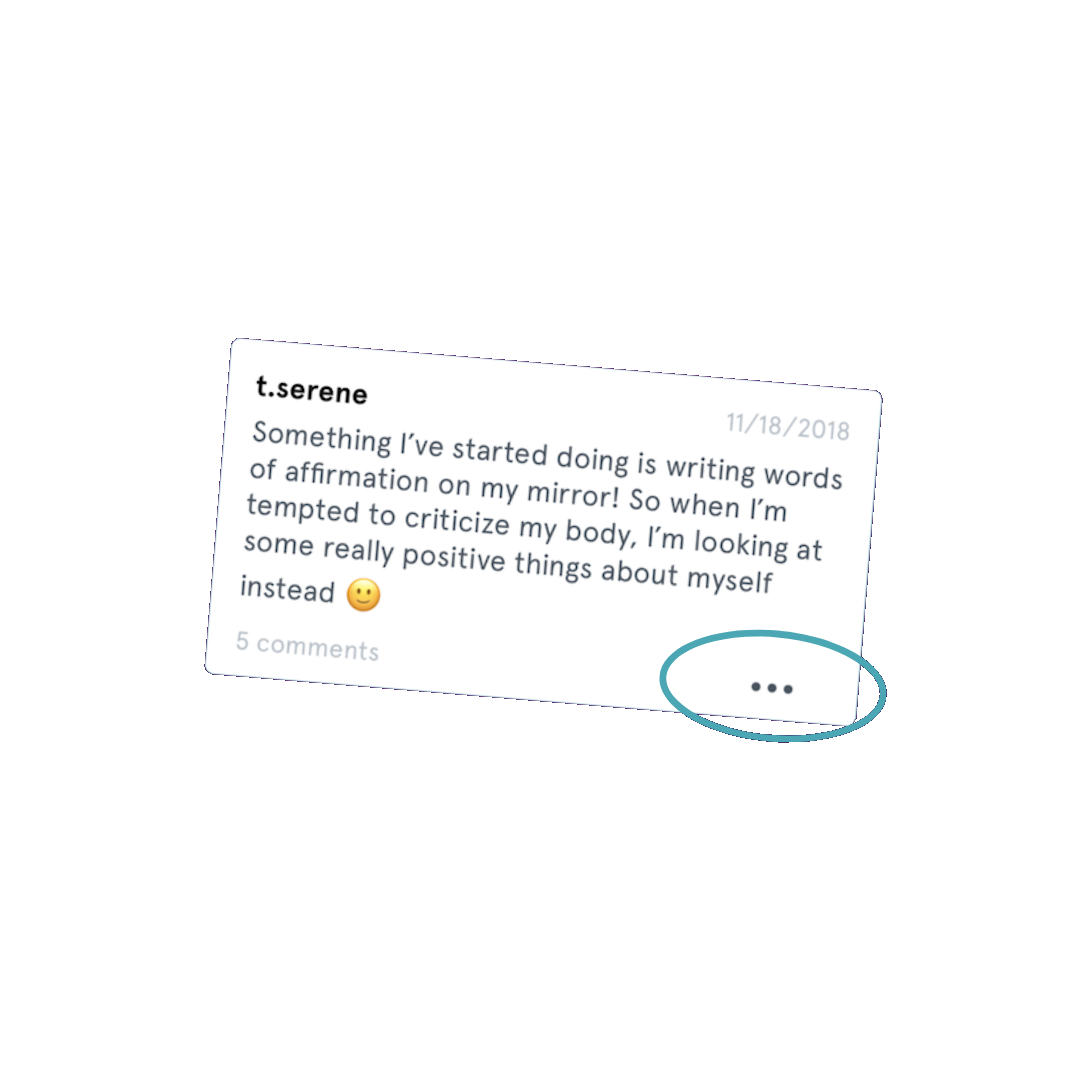 t.serene
11/18/2018
Something I’ve started doing is writing words
of affirmation on my mirror! So when I’m
tempted to criticize my body, I’m looking at
some really positive things about myself
instead 🙂
5 comments